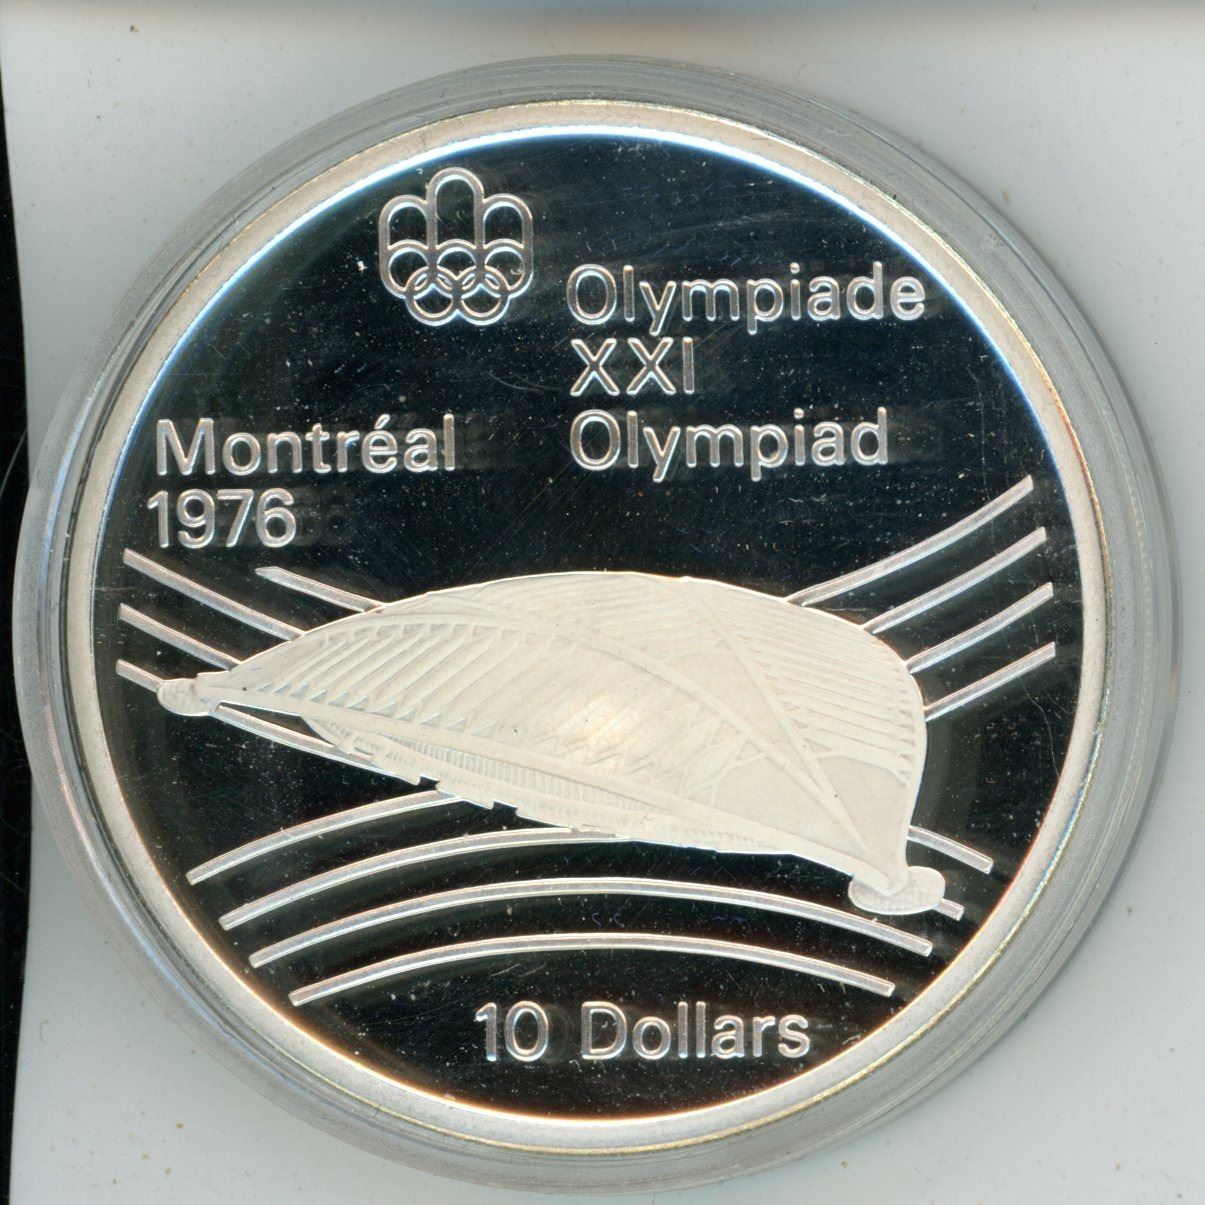 Olympiade
XXI
Olympiad
Montréal
1976
10 Dollars